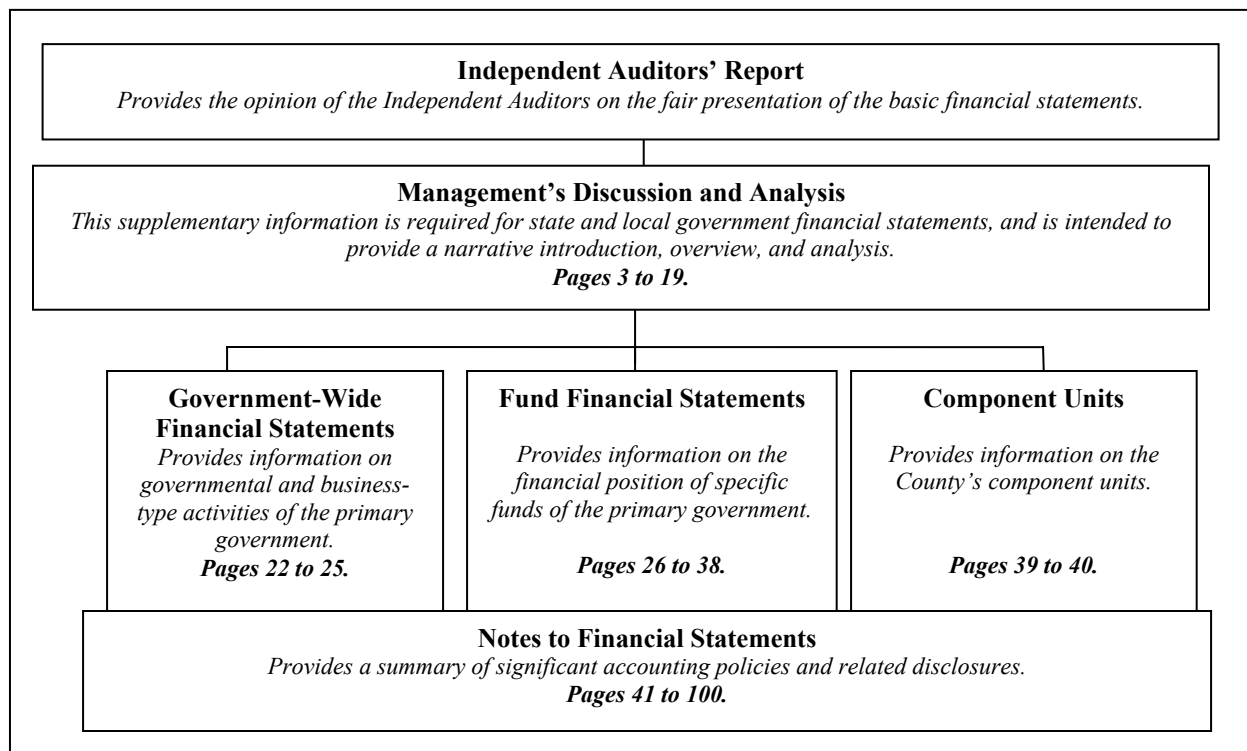 Independent Auditors’ Report
Provides the opinion of the Independent Auditors on the fair presentation of the basic financial statements.
Management’s Discussion and Analysis
This supplementary information is required for state and local government financial statements, and is intended to
provide a narrative introduction, overview, and analysis.
Pages 3 to 19.
Government-Wide
Financial Statements
Provides information on
governmental and business-
type activities of the primary
government.
Pages 22 to 25.
Fund Financial Statements
Provides information on the
financial position of specific
funds of the primary government.
Pages 26 to 38.
Component Units
Provides information on the
County’s component units.
Pages 39 to 40.
Notes to Financial Statements
Provides a summary of significant accounting policies and related disclosures.
Pages 41 to 100.